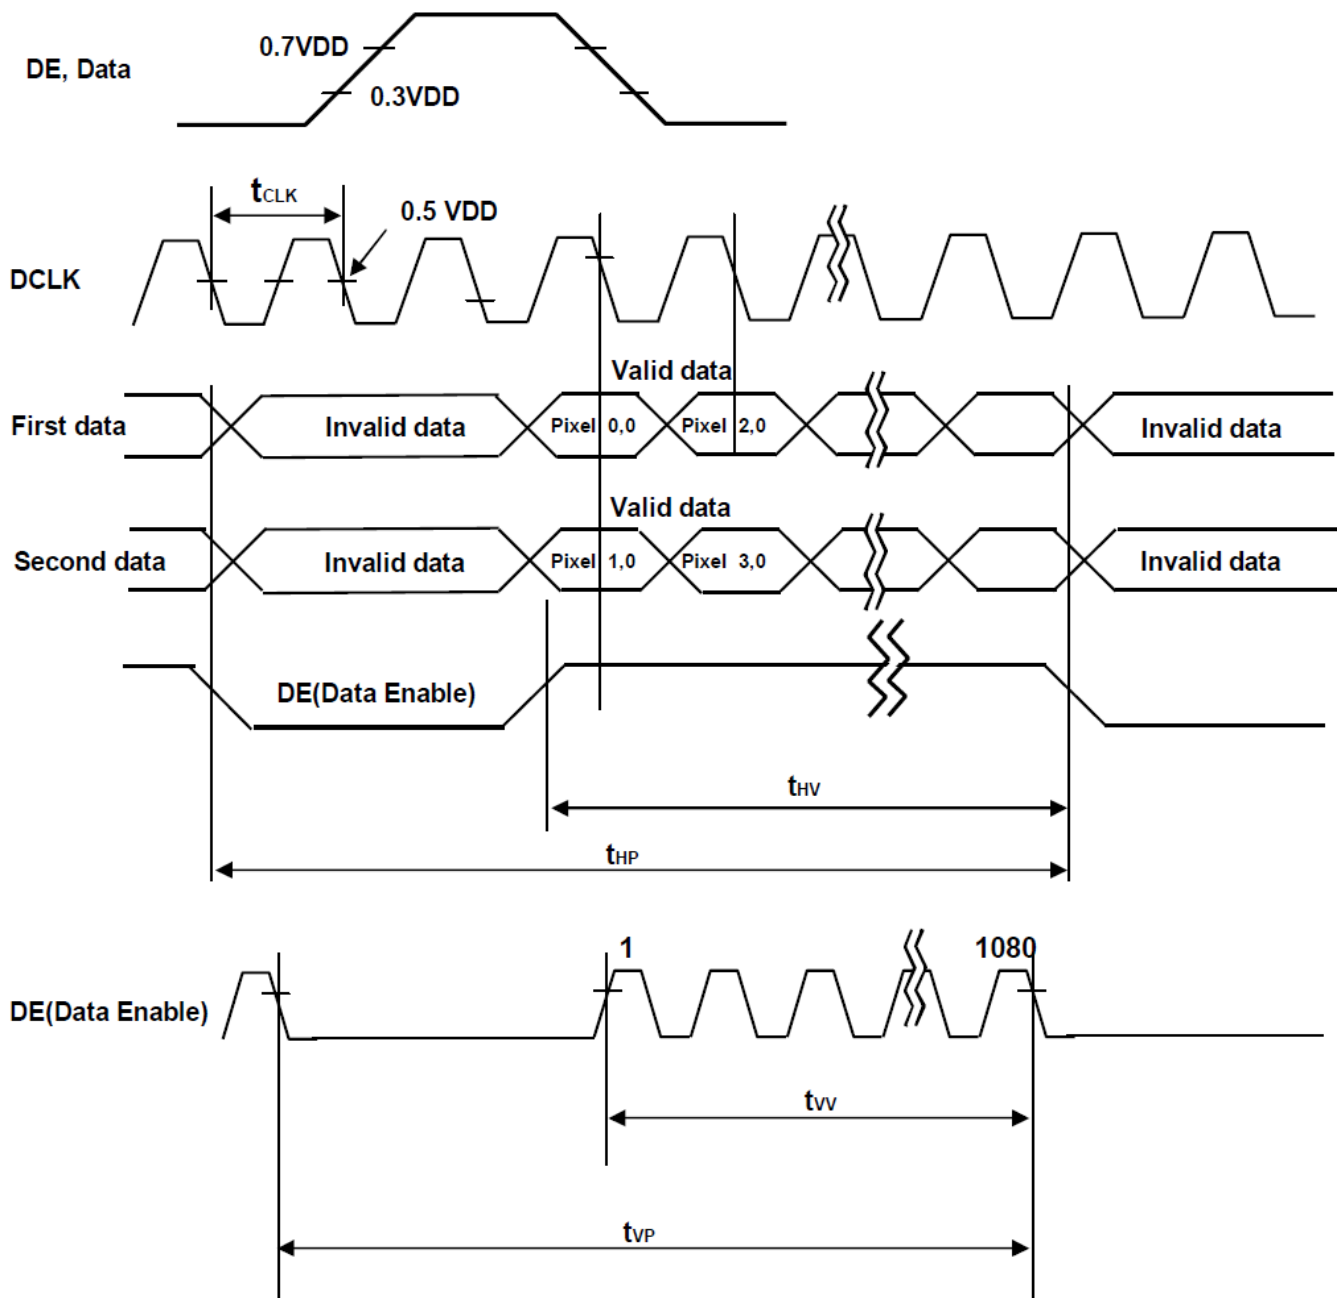 0.7VDD
DE, Data
0.3VDD
tCLK
0.5 VDD
DCLK
Valid data
First data
Invalid data
Pixel 0,0
Pixel 2,0
Invalid data
Valid data
Second data
Invalid data
Pixel 1,0
Pixel 3,0
Invalid data
DE(Data Enable)
tHV
tHP
1
1080
DE(Data Enable)
tVV
tVP